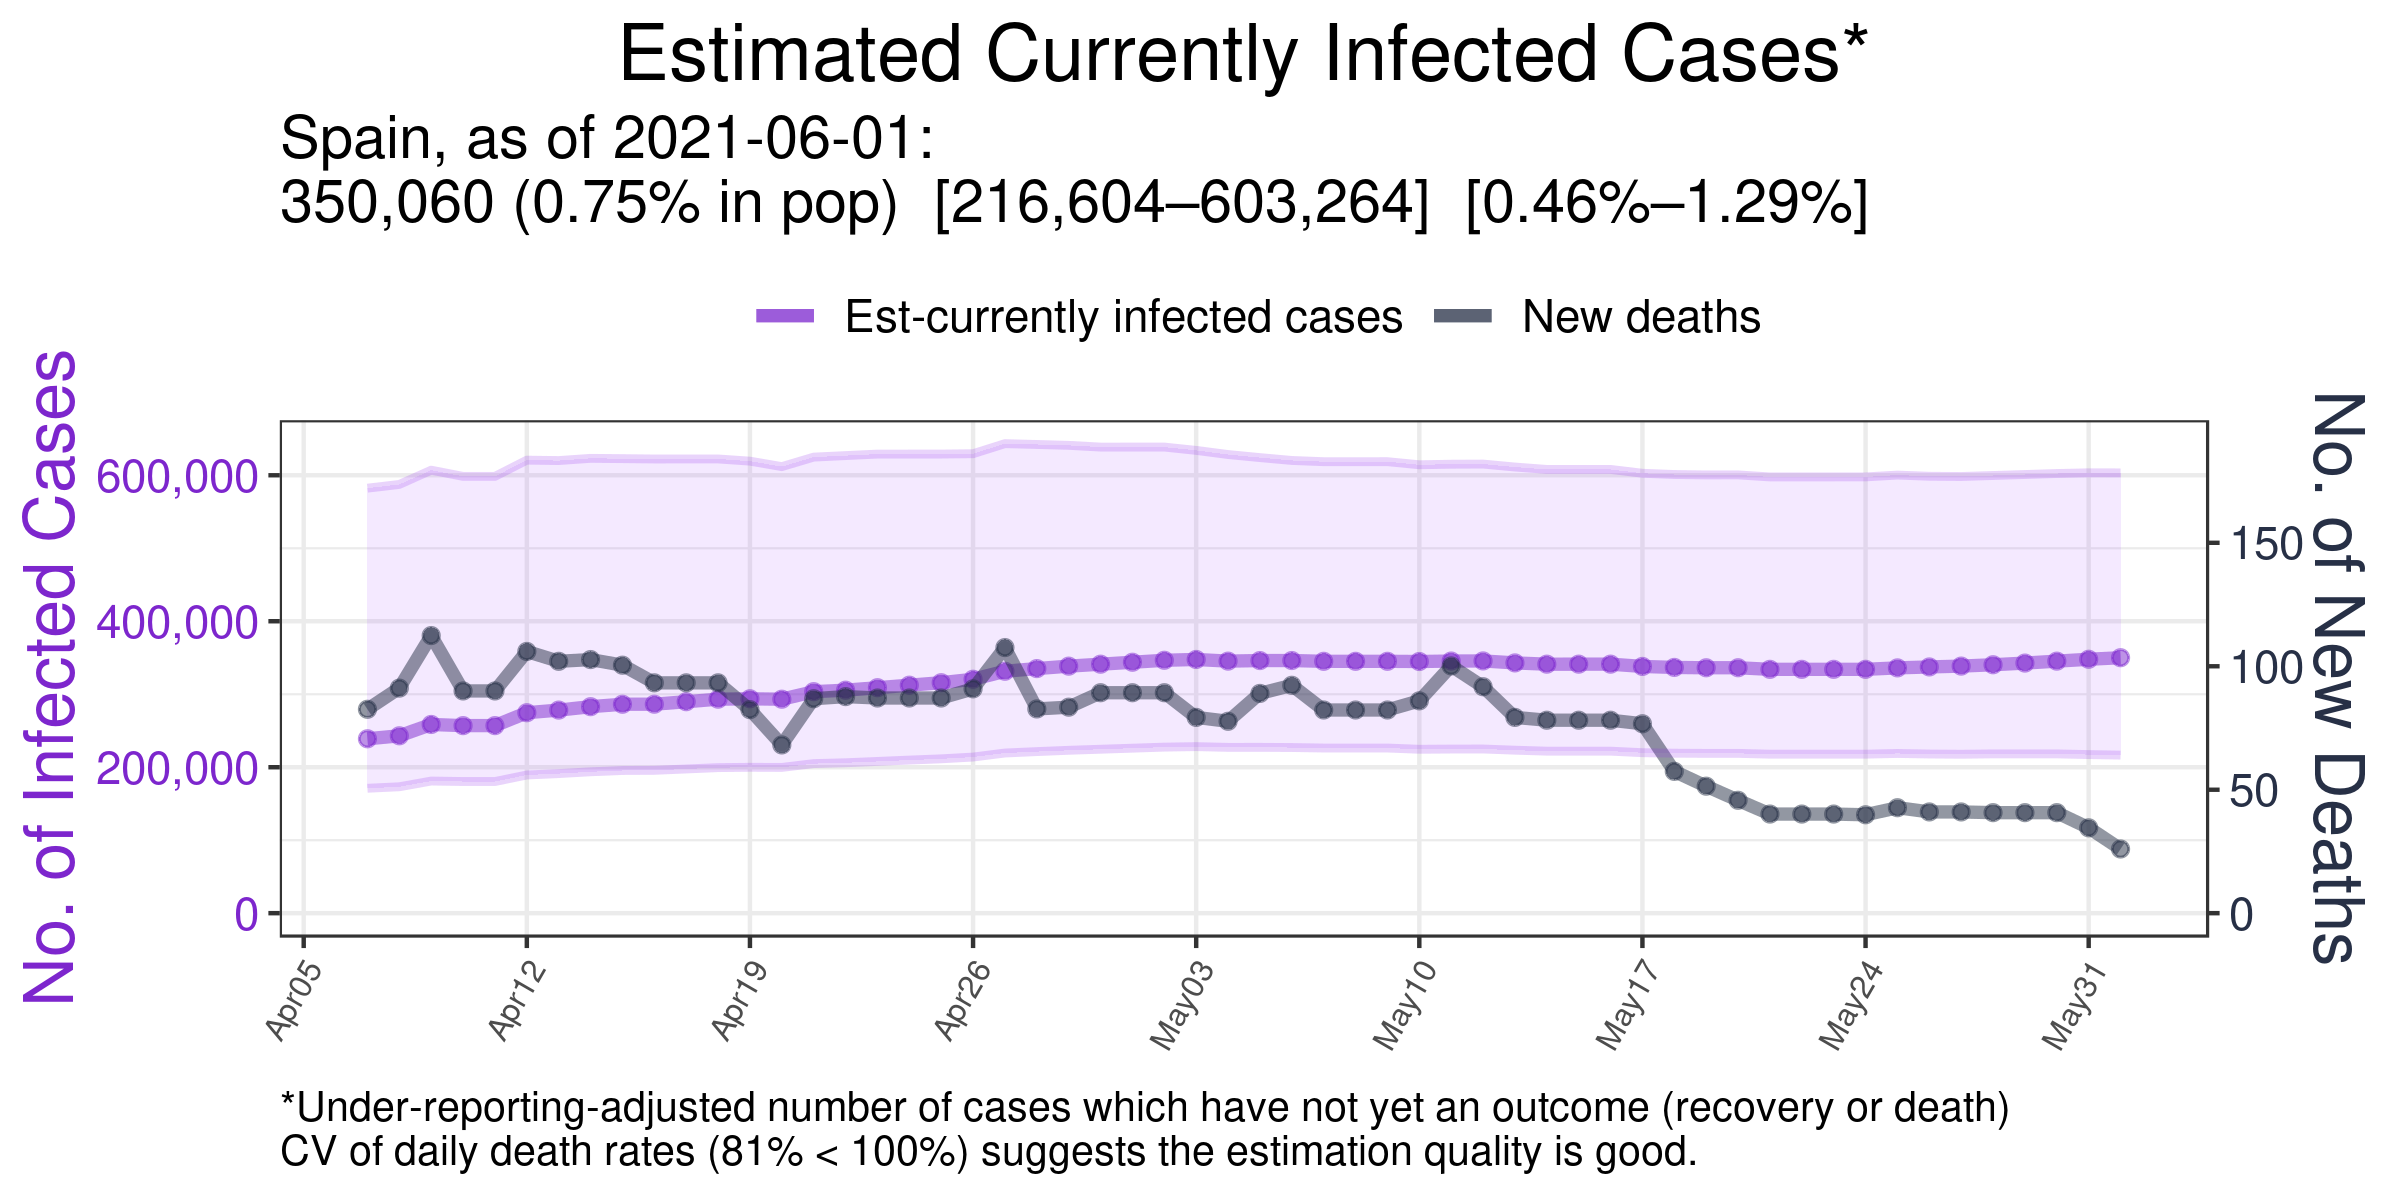 Estimated Currently Infected Cases*
Spain, as of 2021-06-01:
350,060 (0.75% in pop)  [216,604–603,264]  [0.46%–1.29%]
Est-currently infected cases
New deaths
No. of Infected Cases
600,000
400,000
200,000
0
150
100
50
0
No. of New Deaths
Apr05
Apr12
Apr19
Apr26
May03
May10
May17
May24
May31
*Under-reporting-adjusted number of cases which have not yet an outcome (recovery or death)
CV of daily death rates (81% < 100%) suggests the estimation quality is good.